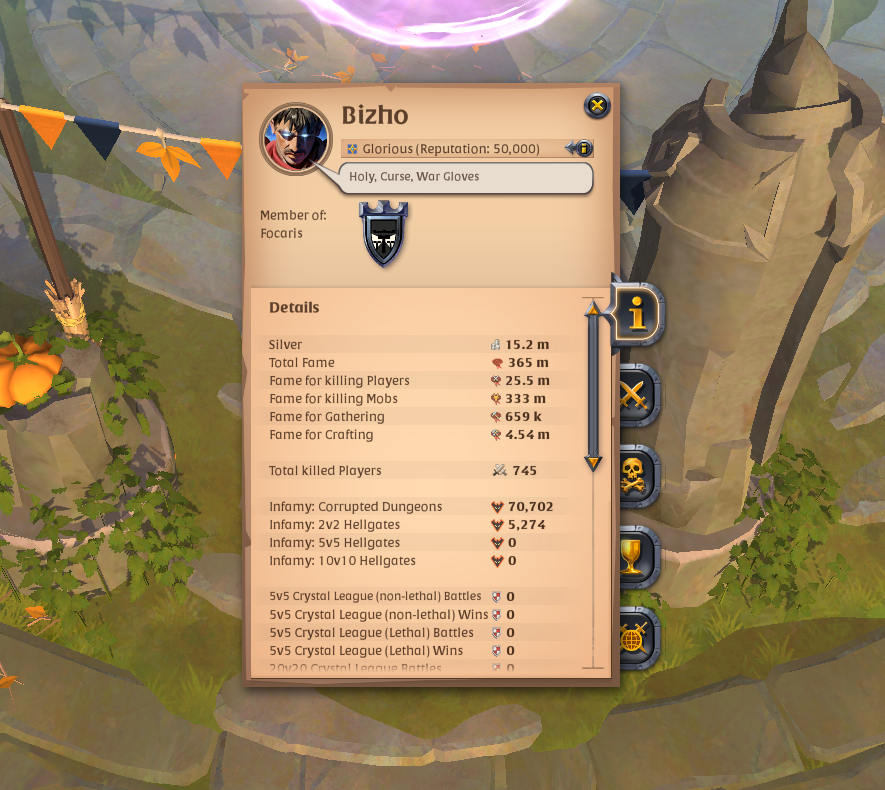 Bizho
Glorious (Reputation: 50,000)
Holy, Curse, War Gloves
Member of:
Focaris
Details
Silver 15.2 m
Total Fame 365 m
Fame for killing Players 25.5 m
Fame for killing Mobs 333 m
Fame for Gathering 659 k
Fame for Crafting 4.54 m
Total killed Players 745
Infamy: Corrupted Dungeons 70,702
Infamy: 2v2 Hellgates 5,274
Infamy: 5v5 Hellgates 0
Infamy: 10v10 Hellgates 0
5v5 Crystal League (non-lethal) Battles 0
5v5 Crystal League (non-lethal) Wins 0
5v5 Crystal League (Lethal) Battles 0
5v5 Crystal League (Lethal) Wins 0
20v20 Crystal League Battles 0